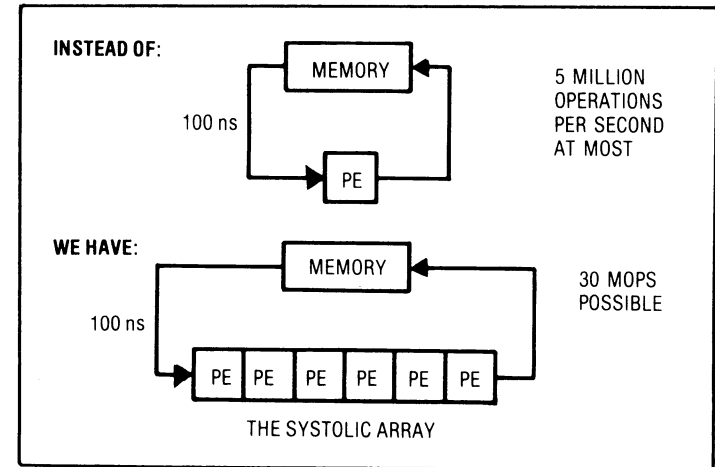 INSTEAD OF:
MEMORY
5 MILLION
OPERATIONS
PER SECOND
AT MOST
100 ns
PE
WE HAVE:
MEMORY
30 MOPS
POSSIBLE
100 ns
PE PE PE PE PE PE
THE SYSTOLIC ARRAY